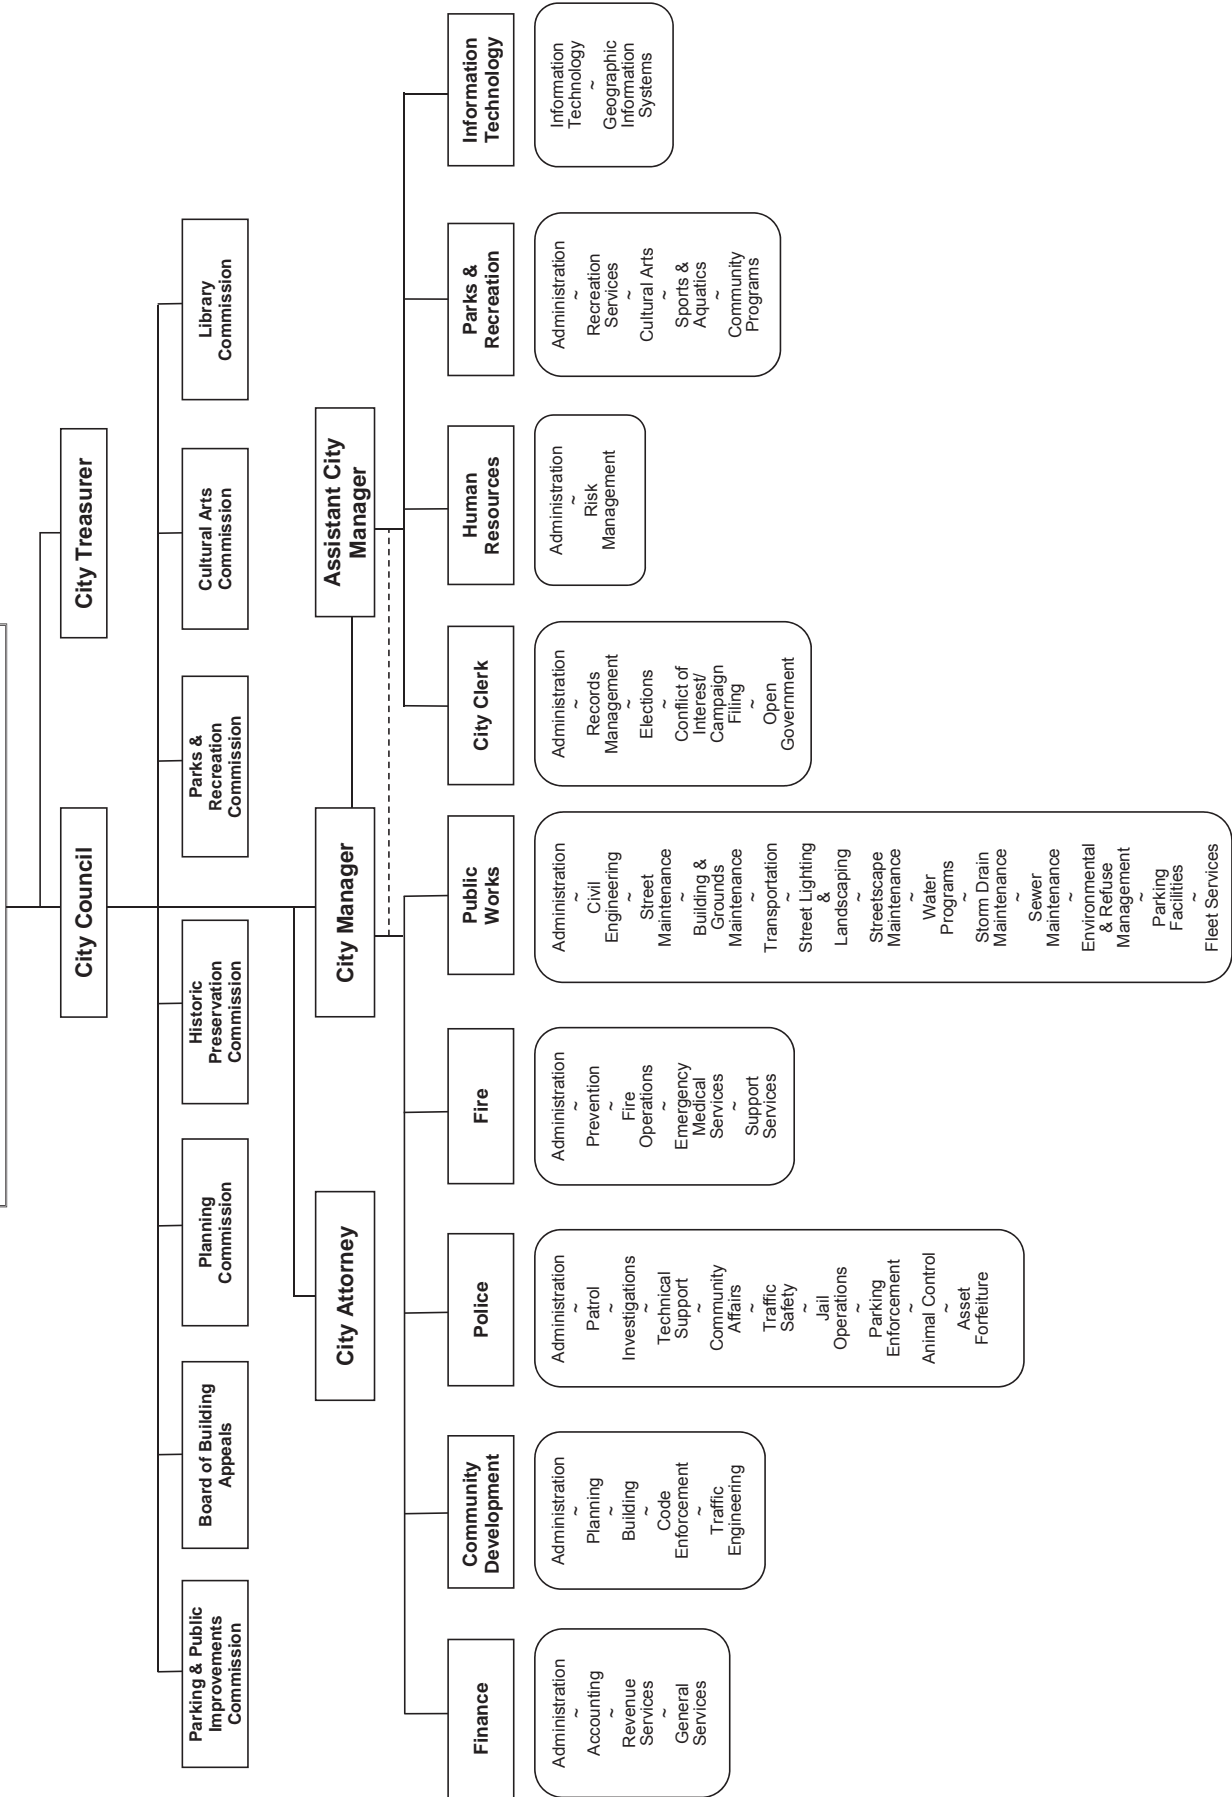 City Council
City Treasurer
Parking & Public
Improvements
Commission
Board of Building
Appeals
Planning
Commission
Historic
Preservation
Commission
Parks &
Recreation
Commission
Cultural Arts
Commission
Library
Commission
City Attorney
City Manager
Assistant City
Manager
Finance
Community
Development
Police
Fire
Public
Works
City Clerk
Human
Resources
Parks &
Recreation
Information
Technology
Administration
~
Accounting
~
Revenue
Services
~
General
Services
Administration
~
Planning
~
Building
~
Code
Enforcement
~
Traffic
Engineering
Administration
~
Patrol
~
Investigations
~
Technical
Support
~
Community
Affairs
~
Traffic
Safety
~
Jail
Operations
~
Parking
Enforcement
~
Animal Control
~
Asset
Forfeiture
Administration
~
Prevention
~
Fire
Operations
~
Emergency
Medical
Services
~
Support
Services
Administration
~
Civil
Engineering
~
Street
Maintenance
~
Building &
Grounds
Maintenance
~
Transportation
~
Street Lighting
&
Landscaping
~
Streetscape
Maintenance
~
Water
Programs
~
Storm Drain
Maintenance
~
Sewer
Maintenance
~
Environmental
& Refuse
Management
~
Parking
Facilities
~
Fleet Services
Administration
~
Records
Management
~
Elections
~
Conflict of
Interest/
Campaign
Filing
~
Open
Government
Administration
~
Risk
Management
Administration
~
Recreation
Services
~
Cultural Arts
~
Sports &
Aquatics
~
Community
Programs
Information
Technology
~
Geographic
Information
Systems